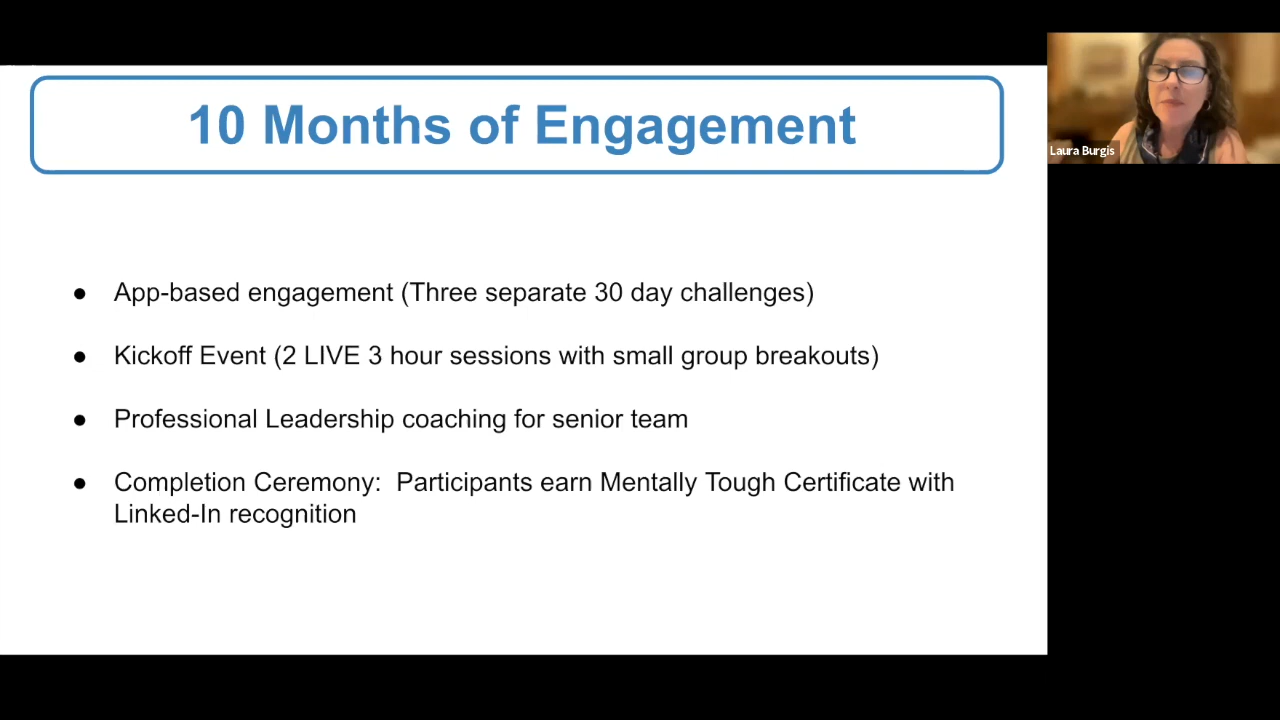 10 Months of Engagement
Laura Burgis
● App-based engagement (Three separate 30 day challenges)
● Kickoff Event (2 LIVE 3 hour sessions with small group breakouts)
● Professional Leadership coaching for senior team
● Completion Ceremony:  Participants earn Mentally Tough Certificate with
Linked-In recognition